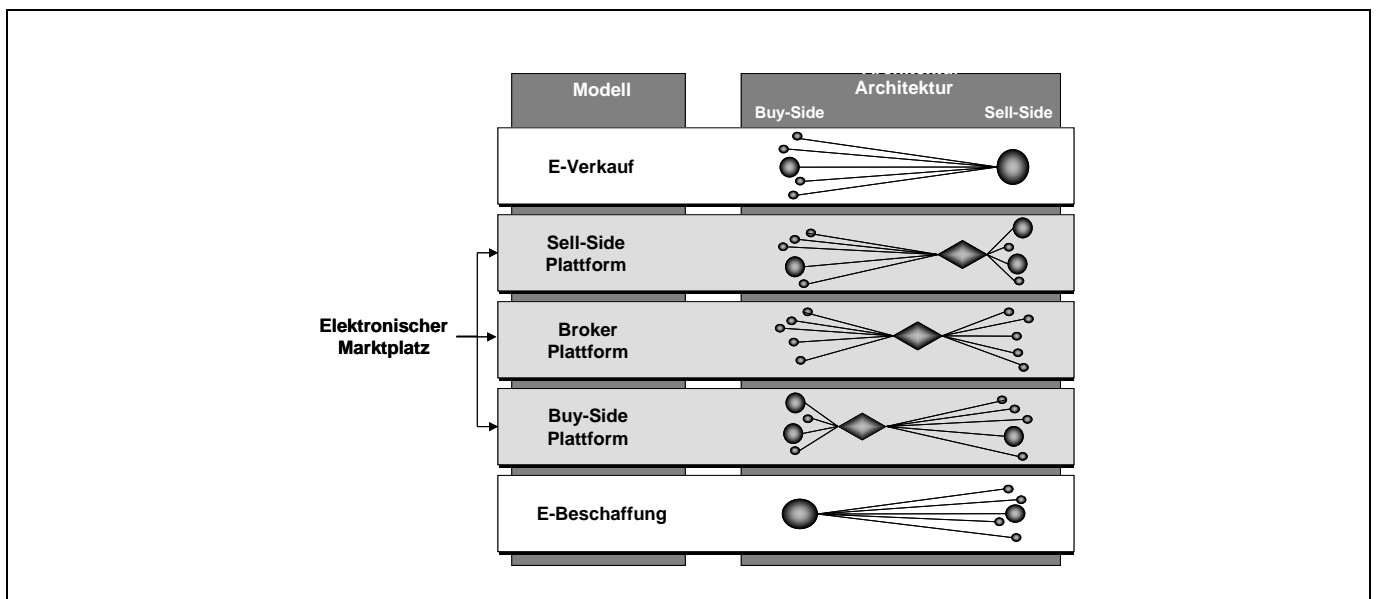 Modell
Architektur
Buy-Side
Sell-Side
E-Verkauf
Sell-Side
Plattform
Elektronischer
Marktplatz
Broker
Plattform
Buy-Side
Plattform
E-Beschaffung